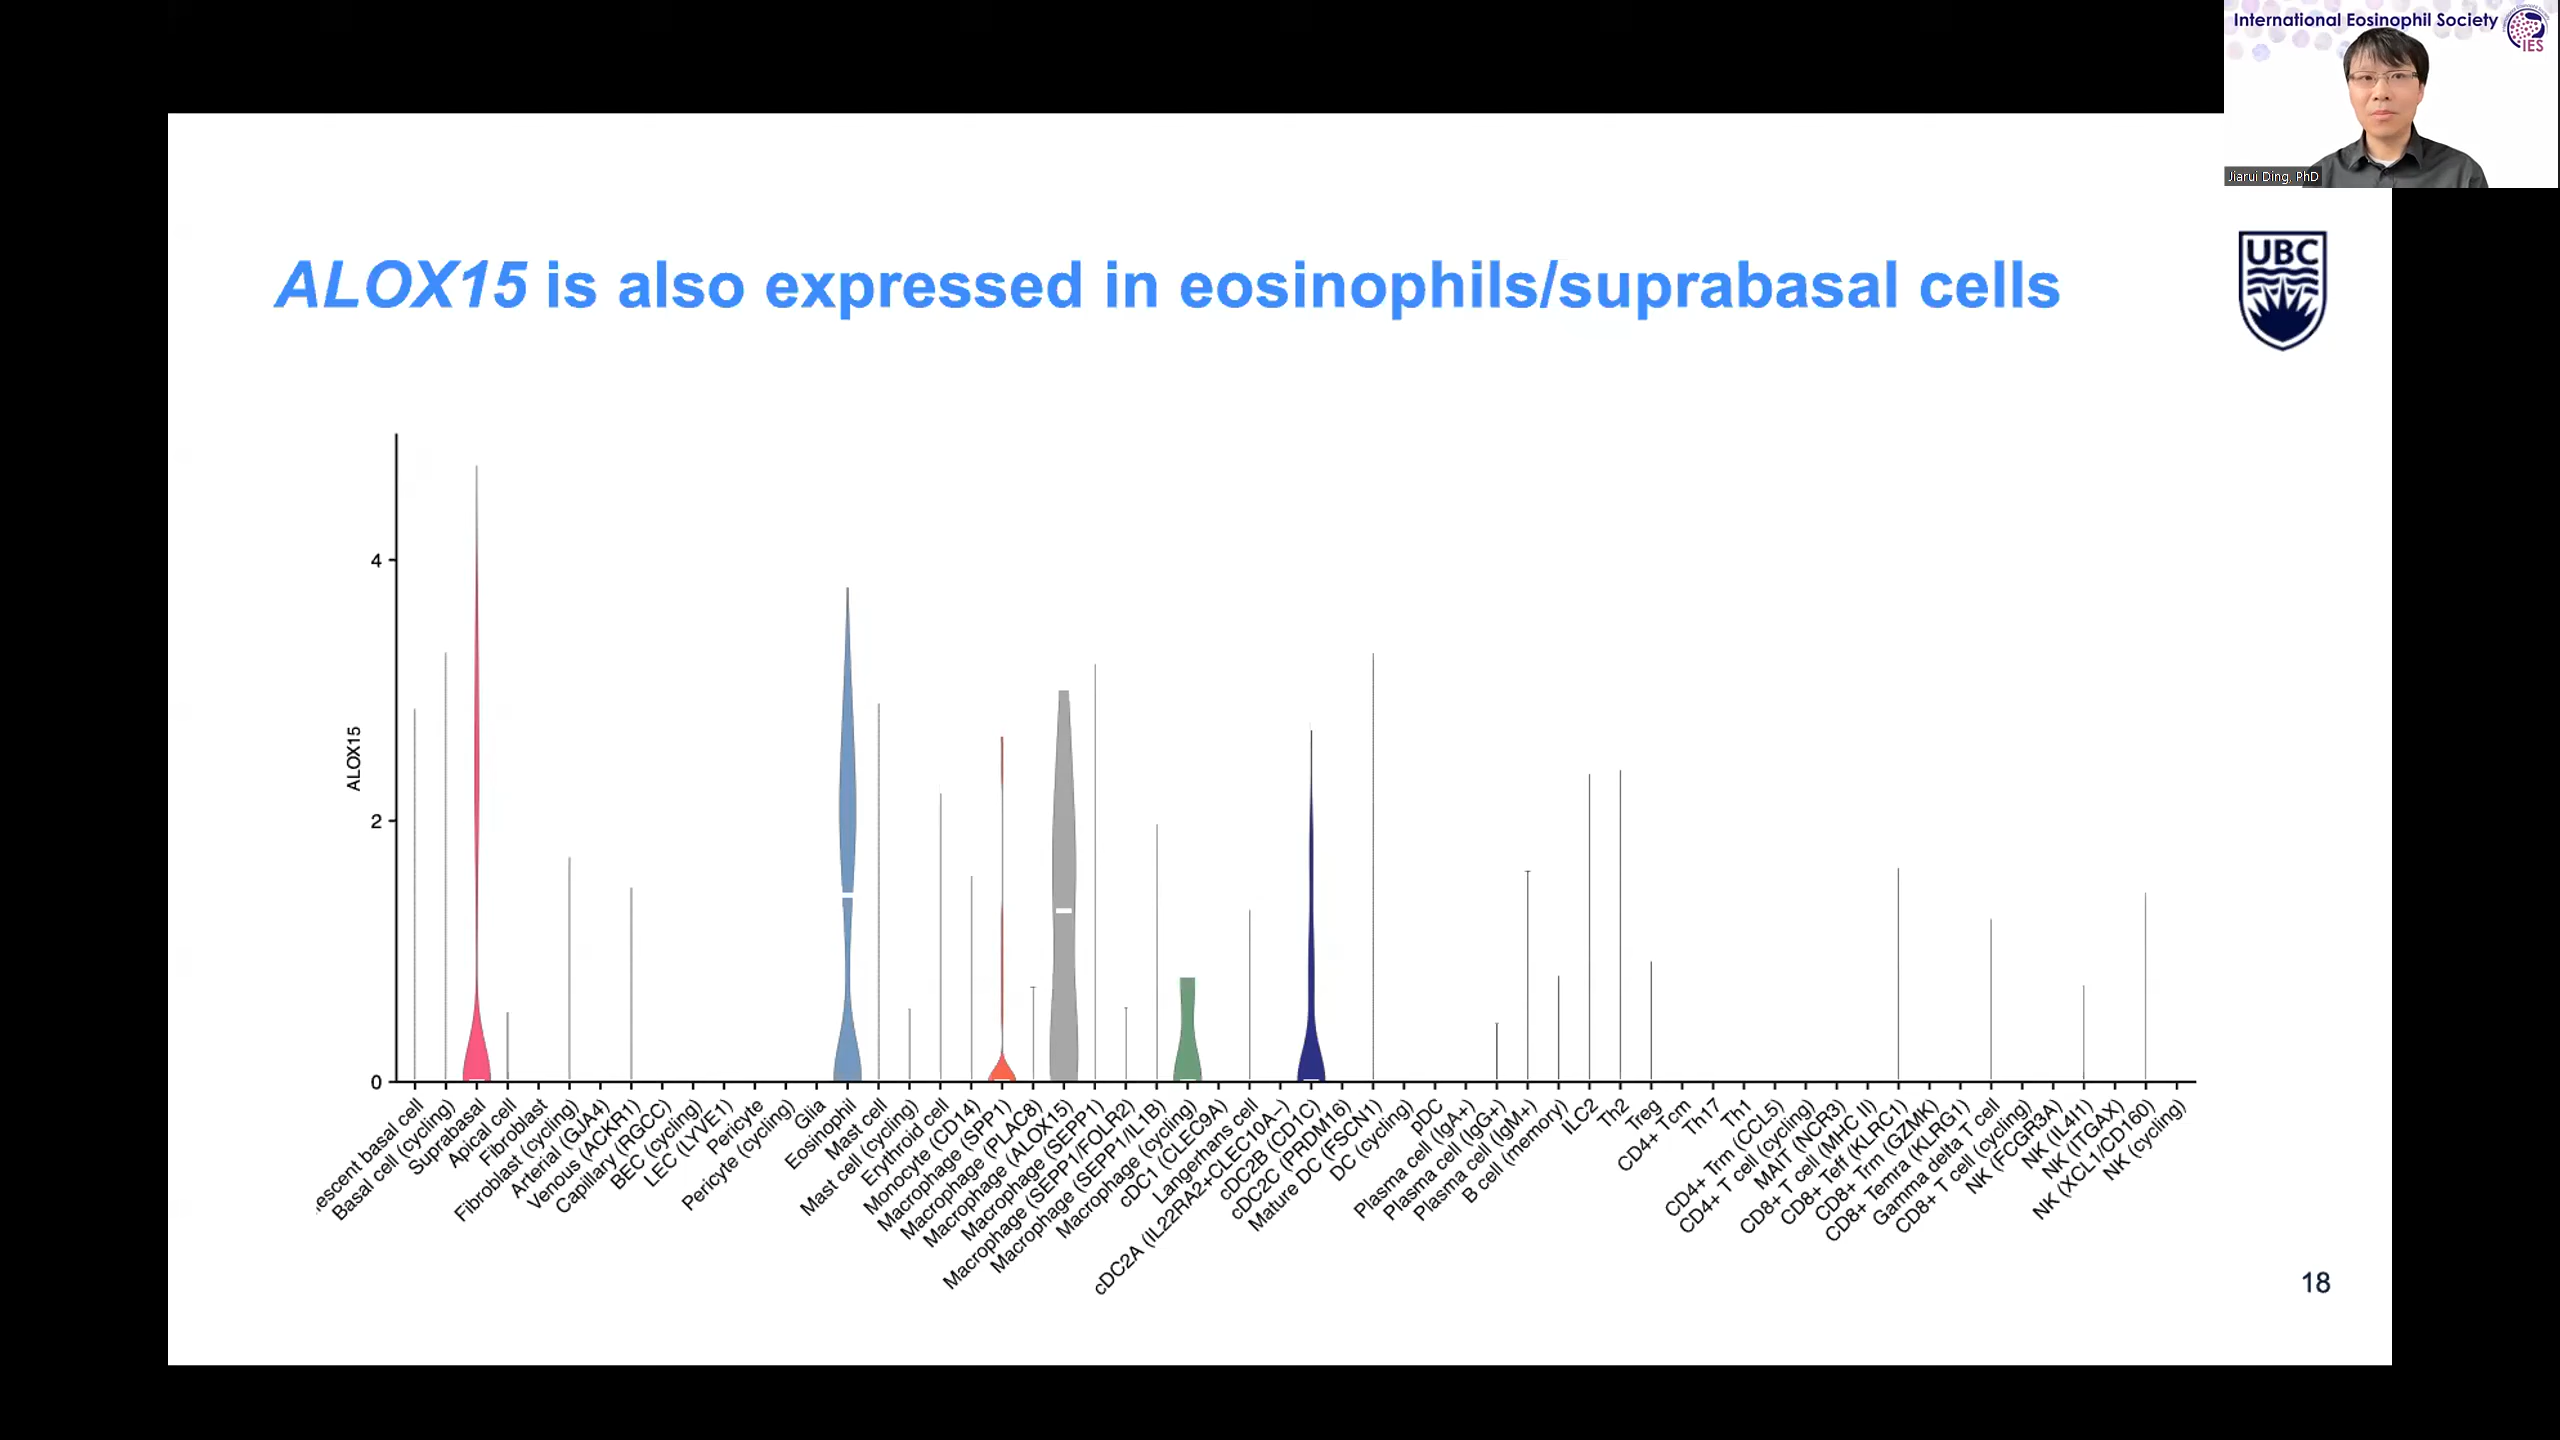 International Eosinophil Society
IES
Jiarui Ding, PhD
UBC
ALOX15 is also expressed in eosinophils/suprabasal cells
ALOX15
4
2
0
Basal cell (cycling)
Suprabasal
Apical cell
Fibroblast
Fibroblast (cycling)
Arterial (GJA4)
Venous (ACKR1)
Capillary (RGCC)
BEC (cycling)
LEC (LYVE1)
Pericyte
Pericyte (cycling)
Glia
Eosinophil
Mast cell
Mast cell (cycling)
Erythroid cell
Monocyte (CD14)
Macrophage (SPP1)
Macrophage (PLAC8)
Macrophage (ALOX15)
Macrophage (SEPP1)
Macrophage (SEPP1/FOLR2)
Macrophage (SEPP1/IL1B)
Macrophage (cycling)
cDC1 (CLEC9A)
Langerhans cell
cDC2A (IL22RA2+CLEC10A−)
cDC2B (CD1C)
cDC2C (PRDM16)
Mature DC (FSCN1)
DC (cycling)
pDC
Plasma cell (IgA+)
Plasma cell (IgG+)
Plasma cell (IgM+)
B cell (memory)
ILC2
Th2
Treg
CD4+ Tcm
Th17
Th1
CD4+ Trm (CCL5)
CD4+ T cell (cycling)
MAIT (NCR3)
CD8+ T cell (MHC II)
CD8+ Teff (KLRC1)
CD8+ Trm (GZMK)
CD8+ Temra (KLRG1)
Gamma delta T cell
CD8+ T cell (cycling)
NK (FCGR3A)
NK (IL4I1)
NK (ITGAX)
NK (XCL1/CD160)
NK (cycling)
18